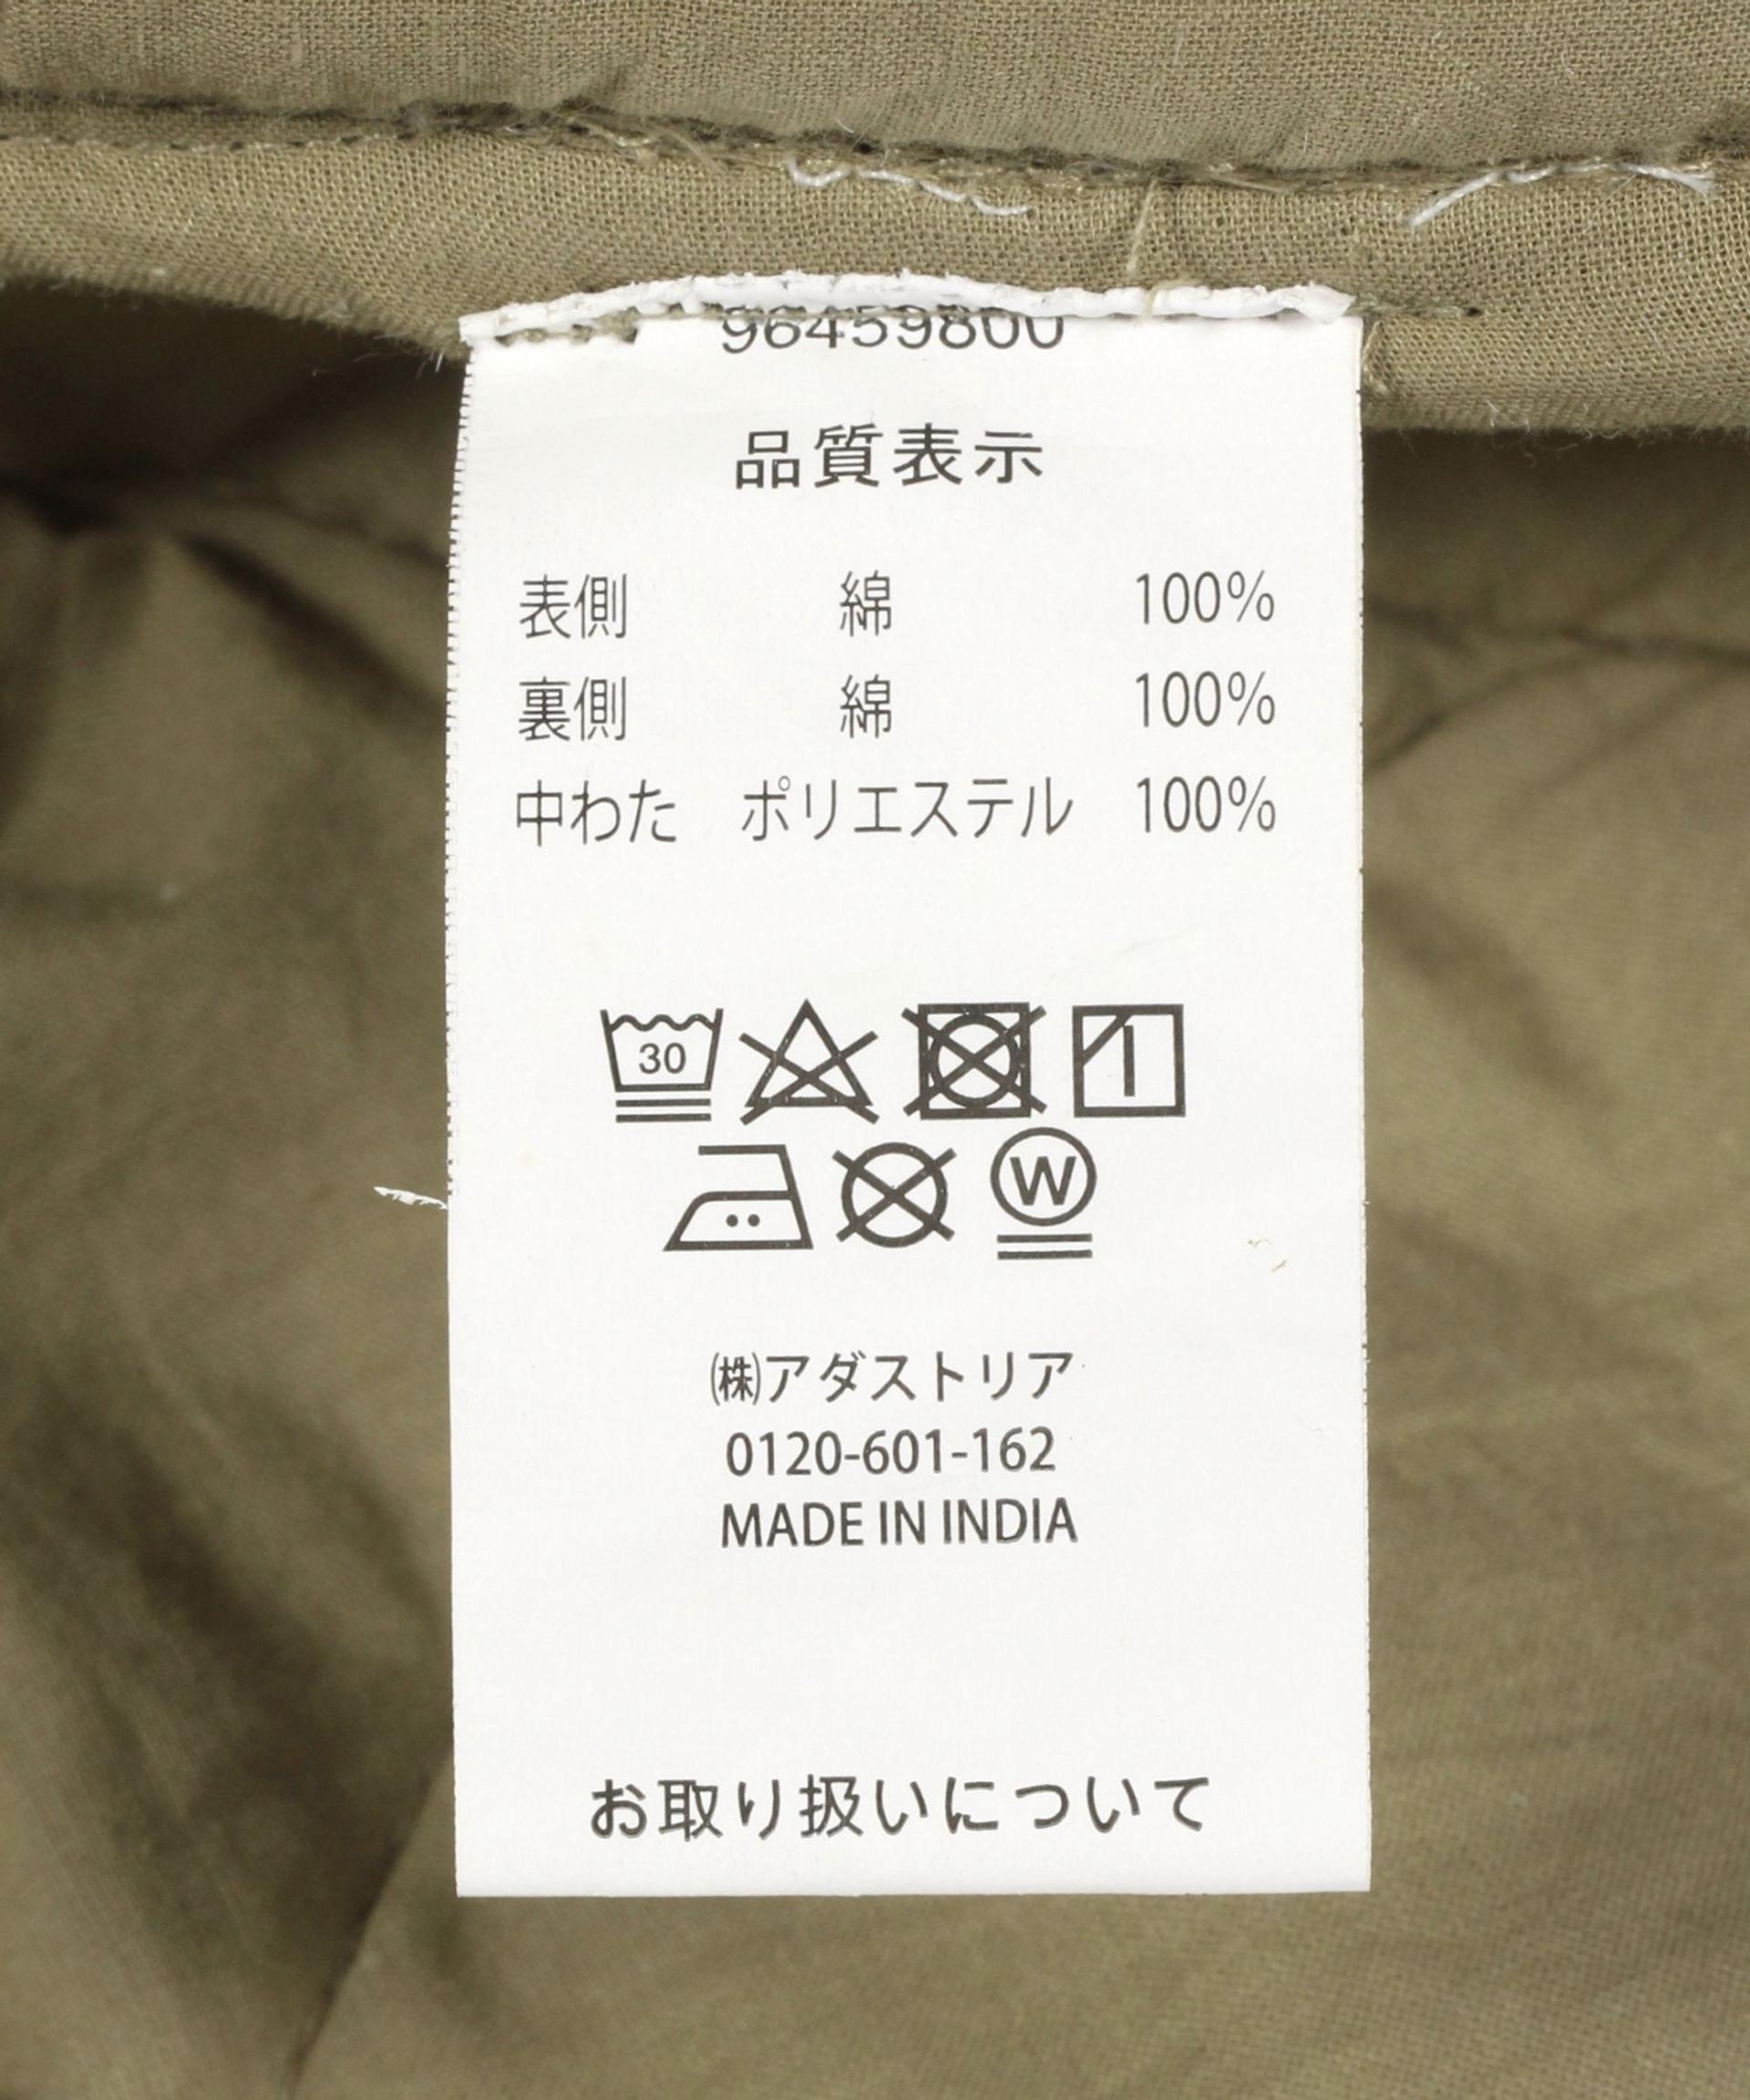 96459800
品質表示
表側 綿 100%
裏側 綿 100%
中わた ポリエステル 100%
30
W
㈱アダストリア
0120-601-162
MADE IN INDIA
お取り扱いについて